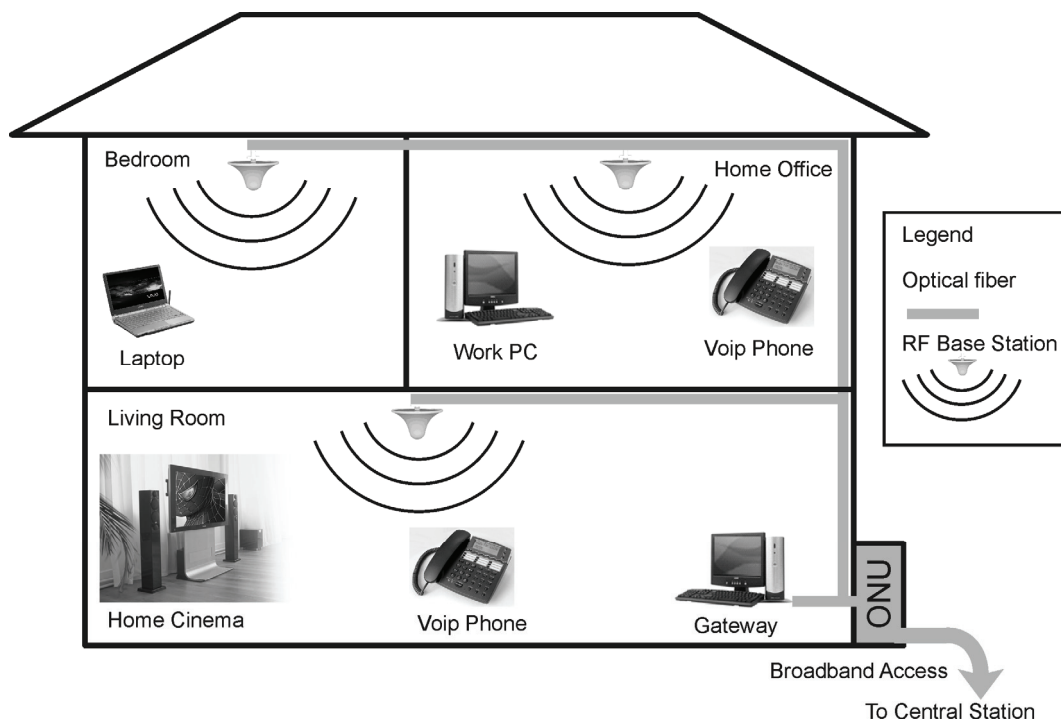 Bedroom
Home Office
Laptop
Work PC
Voip Phone
Living Room
Home Cinema
Voip Phone
Gateway
ONU
Broadband Access
To Central Station
Legend
Optical fiber
RF Base Station